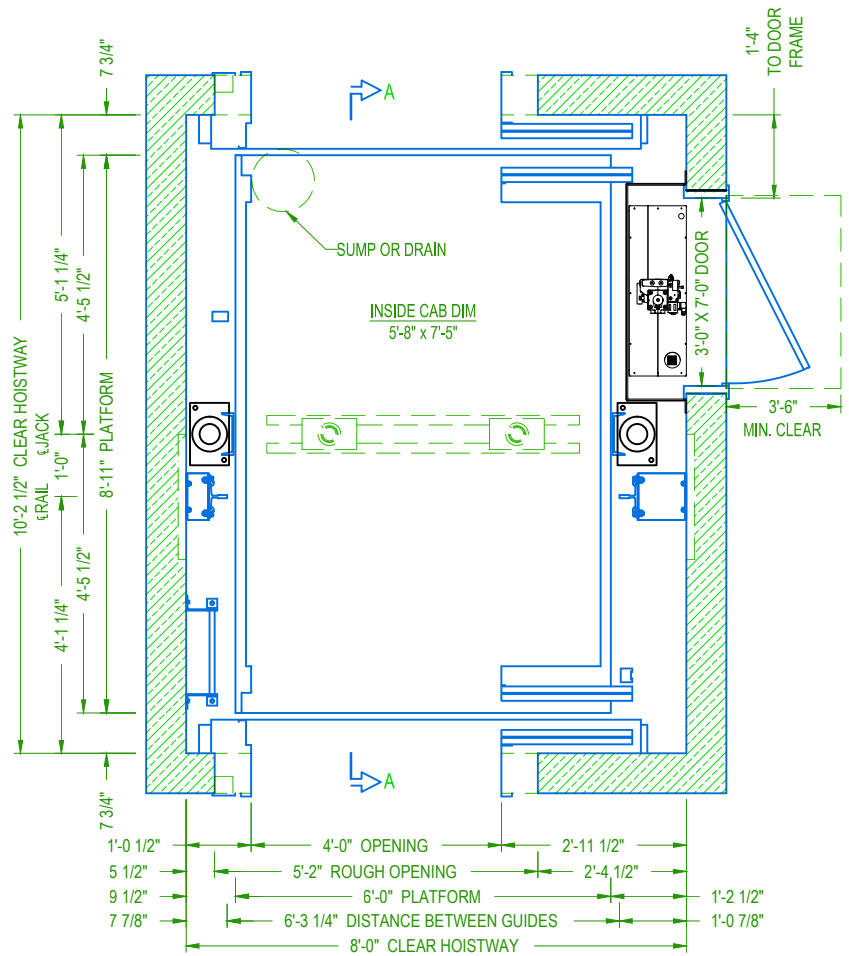 7 3/4"
A
1'-4"
TO DOOR
FRAME
SUMP OR DRAIN
INSIDE CAB DIM
5'-8" x 7'-5"
3'-0" X 7'-0" DOOR
3'-6"
MIN. CLEAR
10'-2 1/2" CLEAR HOISTWAY
℄RAIL
℄JACK
5'-1 1/4"
1'-0"
4'-1 1/4"
4'-5 1/2"
4'-5 1/2"
8'-11" PLATFORM
7 3/4"
A
1'-0 1/2" 4'-0" OPENING 2'-11 1/2"
5 1/2" 5'-2" ROUGH OPENING 2'-4 1/2"
9 1/2" 6'-0" PLATFORM 1'-2 1/2"
7 7/8" 6'-3 1/4" DISTANCE BETWEEN GUIDES 1'-0 7/8"
8'-0" CLEAR HOISTWAY